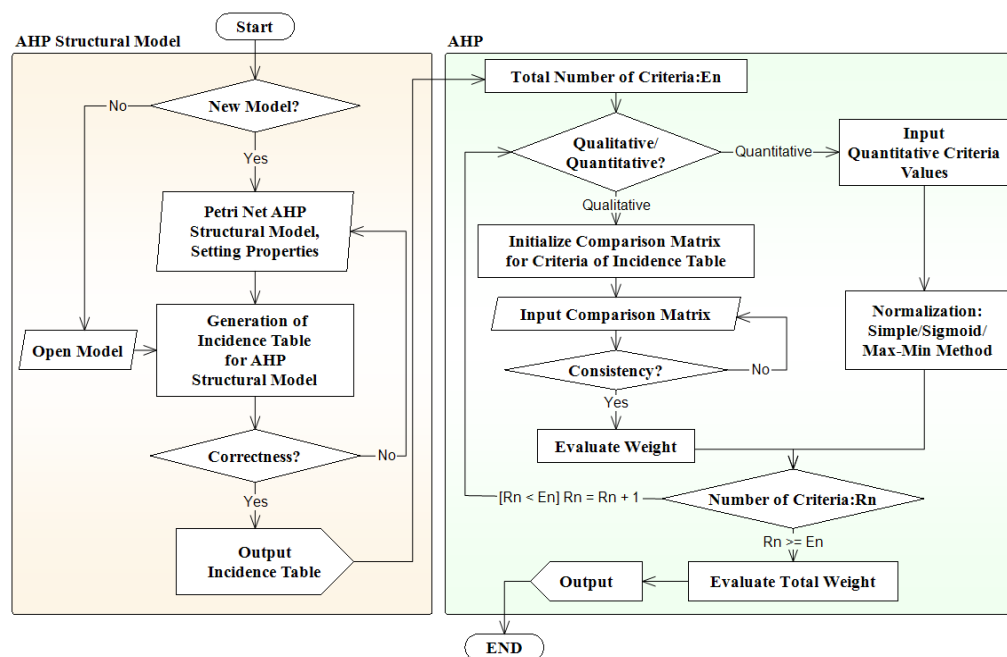 Start
AHP Structural Model
New Model?
No
Yes
Petri Net AHP
Structural Model,
Setting Properties
Open Model
Generation of
Incidence Table
for AHP
Structural Model
Correctness?
No
Yes
Output
Incidence Table
AHP
Total Number of Criteria:En
Qualitative/
Quantitative?
Quantitative
Input
Quantitative Criteria
Values
Qualitative
Initialize Comparison Matrix
for Criteria of Incidence Table
Input Comparison Matrix
Normalization:
Simple/Sigmoid/
Max-Min Method
Consistency?
No
Yes
Evaluate Weight
Number of Criteria:Rn
[Rn < En] Rn = Rn + 1
Rn >= En
Evaluate Total Weight
Output
END